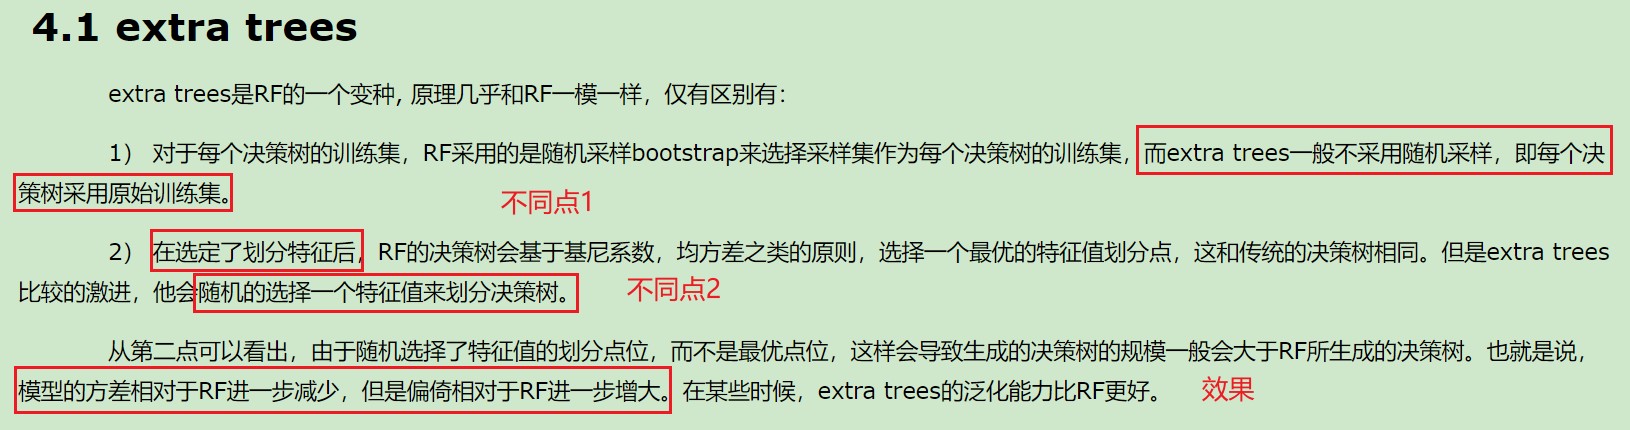 4.1 extra trees
extra trees是RF的一个变种, 原理几乎和RF一模一样，仅有区别有：
1） 对于每个决策树的训练集，RF采用的是随机采样bootstrap来选择采样集作为每个决策树的训练集，而extra trees一般不采用随机采样，即每个决
策树采用原始训练集。
不同点1
2） 在选定了划分特征后，RF的决策树会基于基尼系数，均方差之类的原则，选择一个最优的特征值划分点，这和传统的决策树相同。但是extra trees
比较的激进，他会随机的选择一个特征值来划分决策树。
不同点2
从第二点可以看出，由于随机选择了特征值的划分点位，而不是最优点位，这样会导致生成的决策树的规模一般会大于RF所生成的决策树。也就是说，
模型的方差相对于RF进一步减少，但是偏倚相对于RF进一步增大。在某些时候，extra trees的泛化能力比RF更好。
效果